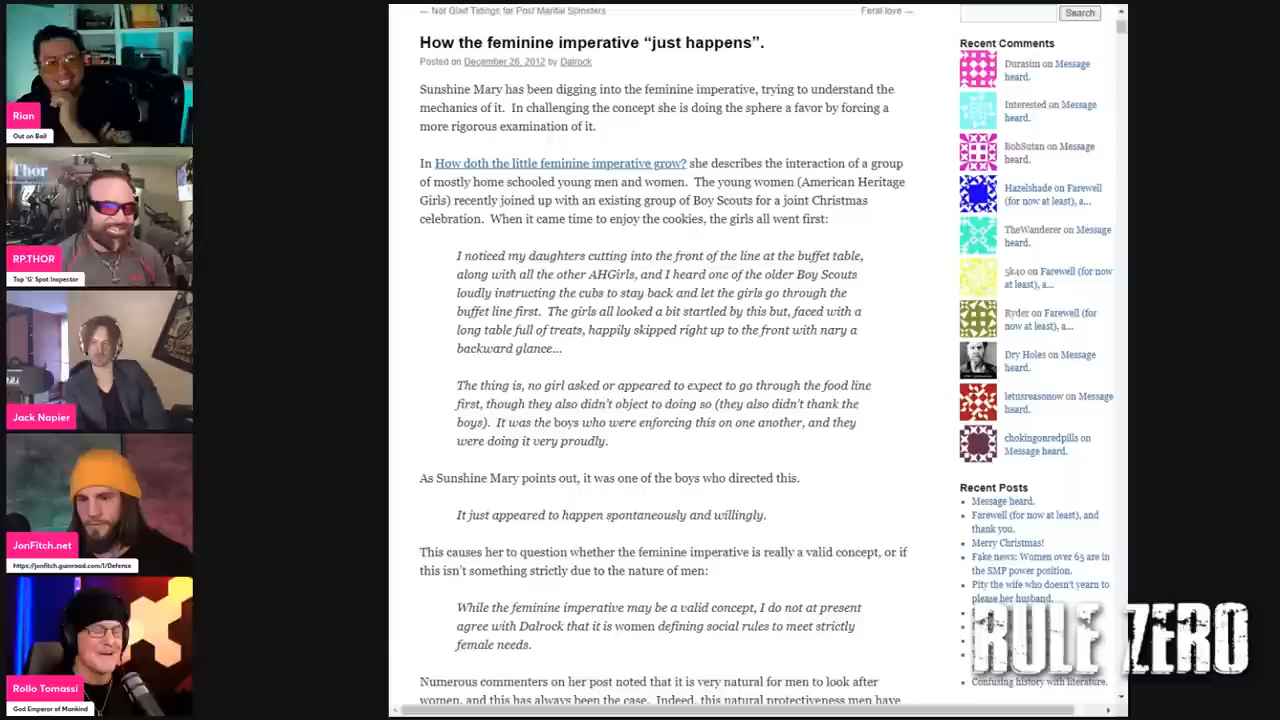 Rian
Out on Bail
Thor
RP.THOR
Top 'G' Spot Inspector
Jack Napier
JonFitch.net
https://jonfitch.gumroad.com/l/Defense
Rollo Tomassi
God Emperor of Mankind
← Not Glad Tidings for Post Marital Spinsters
Feral love →
How the feminine imperative “just happens”.
Posted on December 26, 2012 by Dalrock
Sunshine Mary has been digging into the feminine imperative, trying to understand the
mechanics of it. In challenging the concept she is doing the sphere a favor by forcing a
more rigorous examination of it.
In How doth the little feminine imperative grow? she describes the interaction of a group
of mostly home schooled young men and women. The young women (American Heritage
Girls) recently joined up with an existing group of Boy Scouts for a joint Christmas
celebration. When it came time to enjoy the cookies, the girls all went first:
I noticed my daughters cutting into the front of the line at the buffet table,
along with all the other AHGirls, and I heard one of the older Boy Scouts
loudly instructing the cubs to stay back and let the girls go through the
buffet line first. The girls all looked a bit startled by this but, faced with a
long table full of treats, happily skipped right up to the front with nary a
backward glance...
The thing is, no girl asked or appeared to expect to go through the food line
first, though they also didn't object to doing so (they also didn't thank the
boys). It was the boys who were enforcing this on one another, and they
were doing it very proudly.
As Sunshine Mary points out, it was one of the boys who directed this.
It just appeared to happen spontaneously and willingly.
This causes her to question whether the feminine imperative is really a valid concept, or if
this isn't something strictly due to the nature of men:
While the feminine imperative may be a valid concept, I do not at present
agree with Dalrock that it is women defining social rules to meet strictly
female needs.
Numerous commenters on her post noted that it is very natural for men to look after
women, and this has always been the case. Indeed, this natural protectiveness men have
Search
Recent Comments
Durasim on Message
heard.
Interested on Message
heard.
BobSutan on Message
heard.
Hazelshade on Farewell
(for now at least), a...
TheWanderer on Message
heard.
5k40 on Farewell (for now
at least), a...
Ryder on Farewell (for
now at least), a...
Dry Holes on Message
heard.
letusreasonow on Message
heard.
chokingonredpills on
Message heard.
Recent Posts
Message heard.
Farewell (for now at least), and
thank you.
Merry Christmas!
Fake news: Women over 65 are in
the SMP power position.
Pity the wife who doesn't yearn to
please her husband.
Confusing history with literature.
RULE ZERO